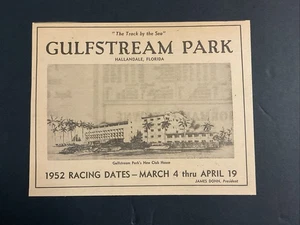 "The Track by the Sea"
GULFSTREAM PARK
HALLANDALE, FLORIDA
Gulfstream Park's New Club House
1952 RACING DATES — MARCH 4 thru APRIL 19
JAMES DONN, President